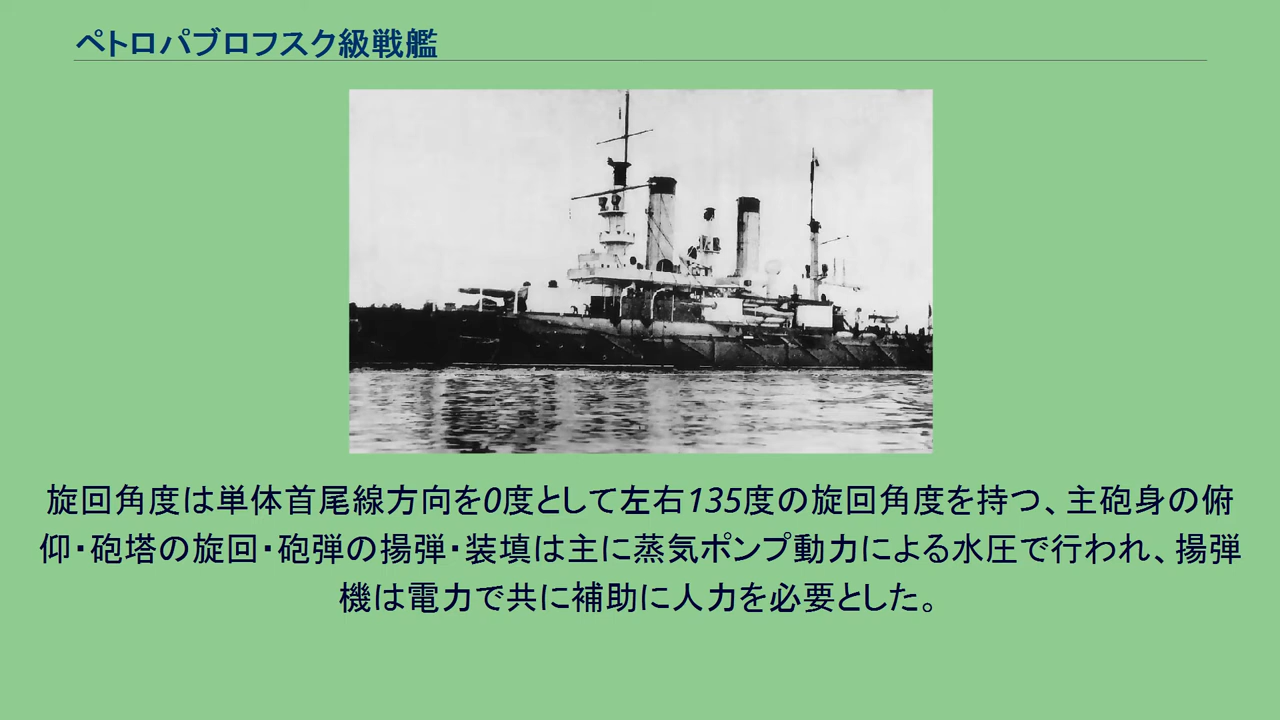 ペトロパブロフスク級戦艦
旋回角度は単体首尾線方向を0度として左右135度の旋回角度を持つ、主砲身の俯
仰・砲塔の旋回・砲弾の揚弾・装填は主に蒸気ポンプ動力による水圧で行われ、揚弾
機は電力で共に補助に人力を必要とした。